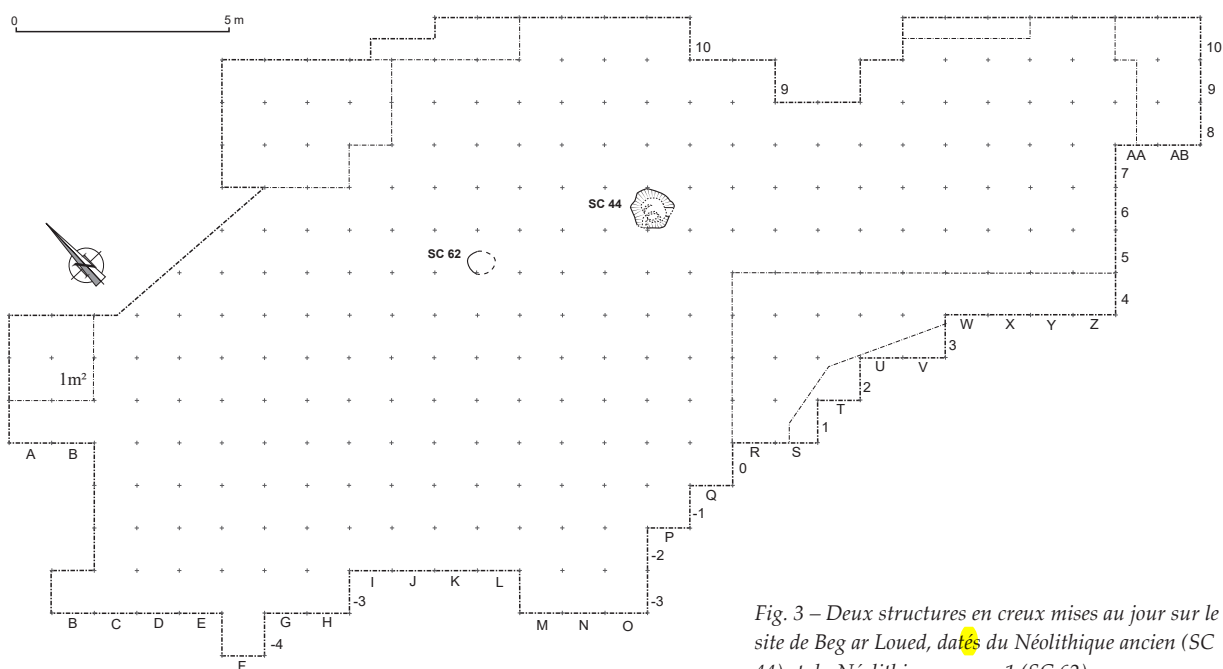 0 5 m
10 10
9 9
8
AA AB
7
SC 44 6
SC 62 5
4
W X Y Z
3
1m² U V
2
T
1
A B R S
0
Q
-1
P
-2
I J K L
-3 -3
B C D E G H M N O
-4
F
Fig. 3 – Deux structures en creux mises au jour sur le
site de Beg ar Loued, datés du Néolithique ancien (SC